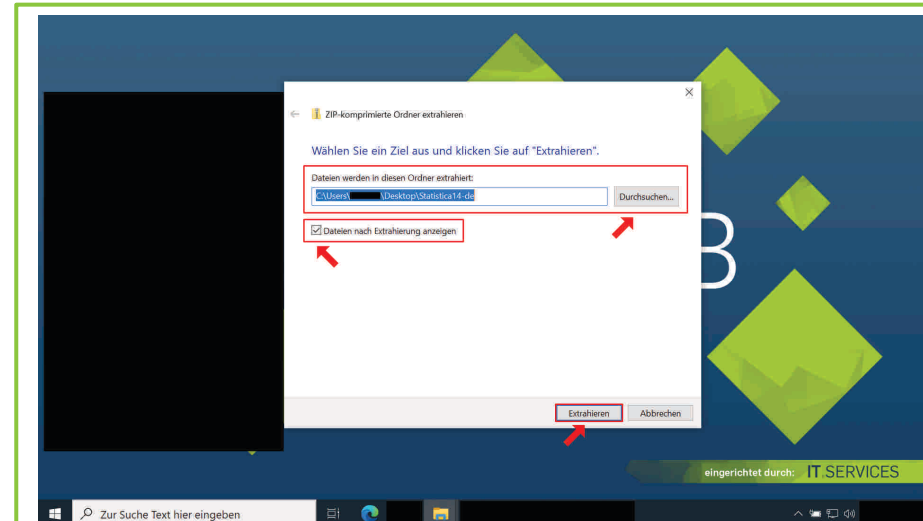 ZIP-komprimierte Ordner extrahieren
Wählen Sie ein Ziel aus und klicken Sie auf "Extrahieren".
Dateien werden in diesen Ordner extrahiert:
C:\Users\ \Desktop\Statistica14-de
Durchsuchen...
Dateien nach Extrahierung anzeigen
B
Extrahieren
Abbrechen
eingerichtet durch: IT.SERVICES
Zur Suche Text hier eingeben